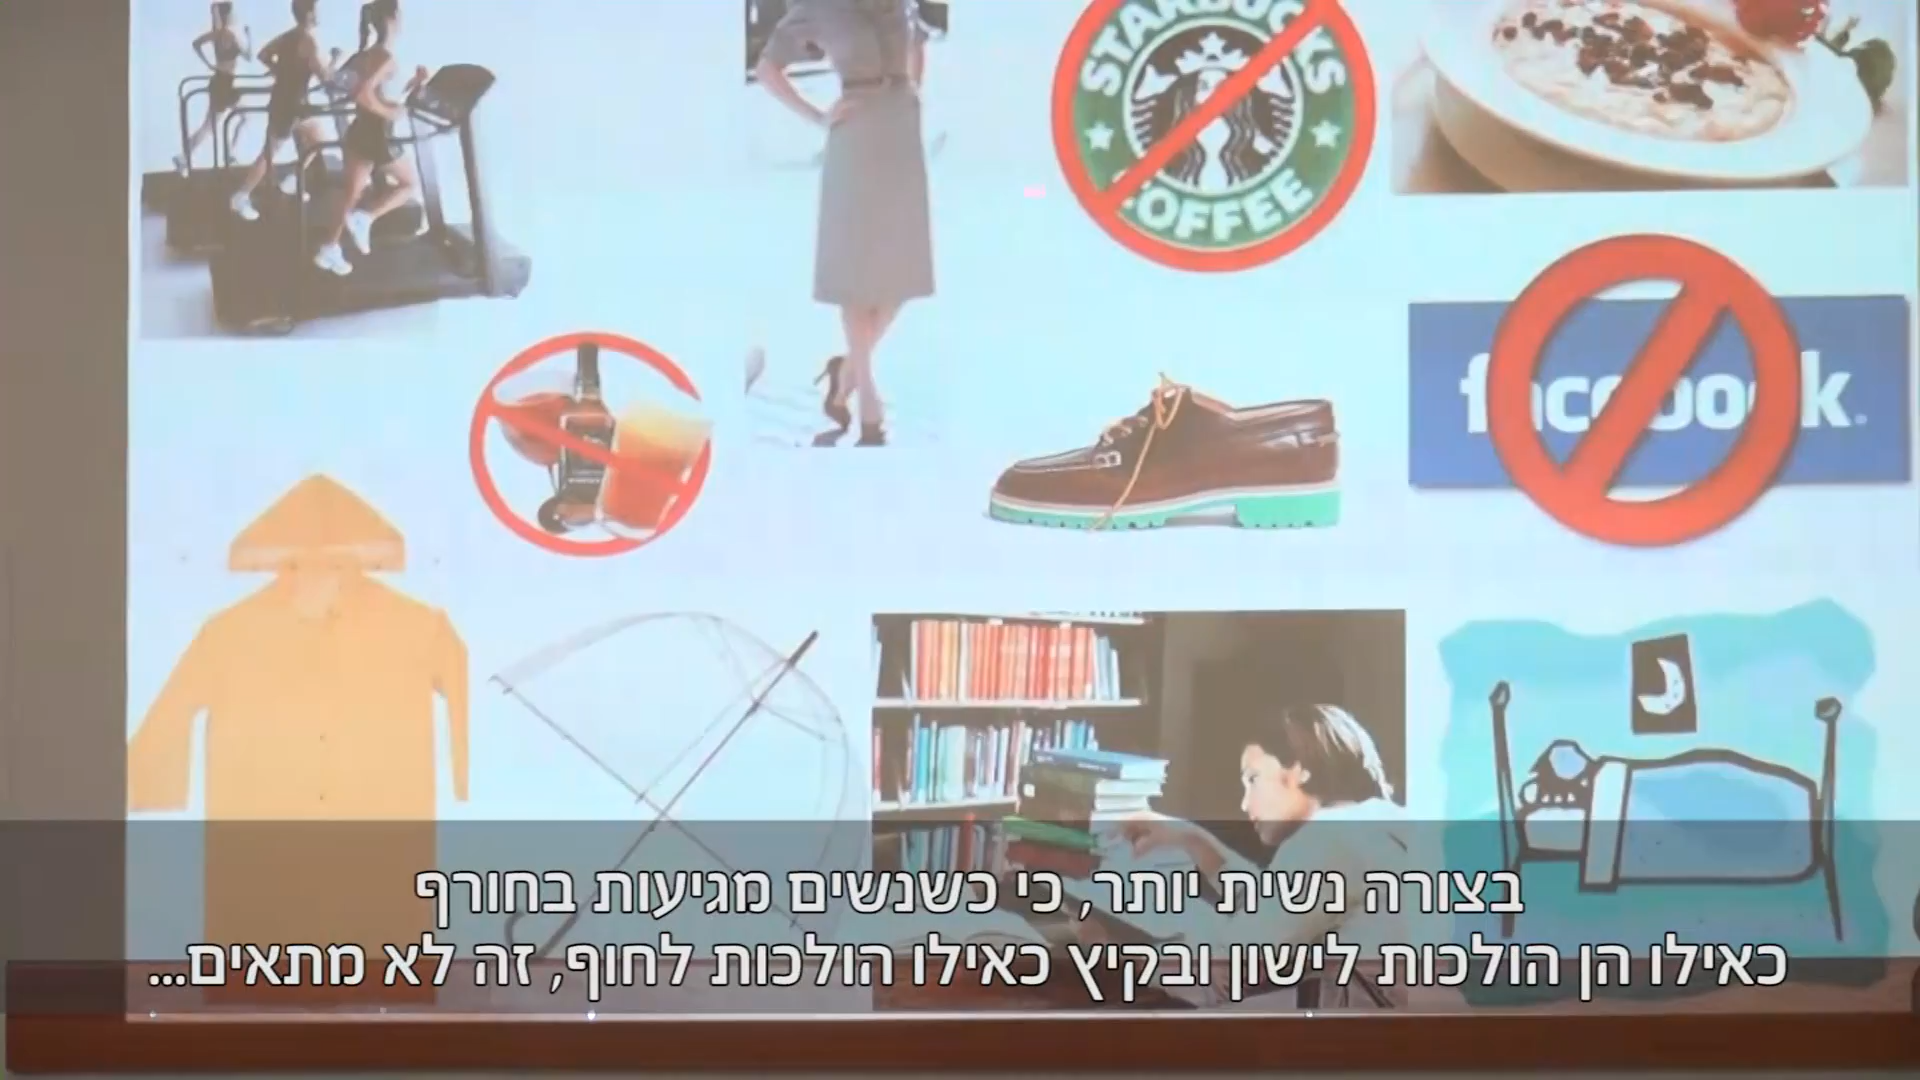 STARBUCKS
COFFEE
facebook
בצורה נשית יותר, כי כשנשים מגיעות בחורף
כאילו הן הולכות לישון ובקיץ כאילו הולכות לחוף, זה לא מתאים...